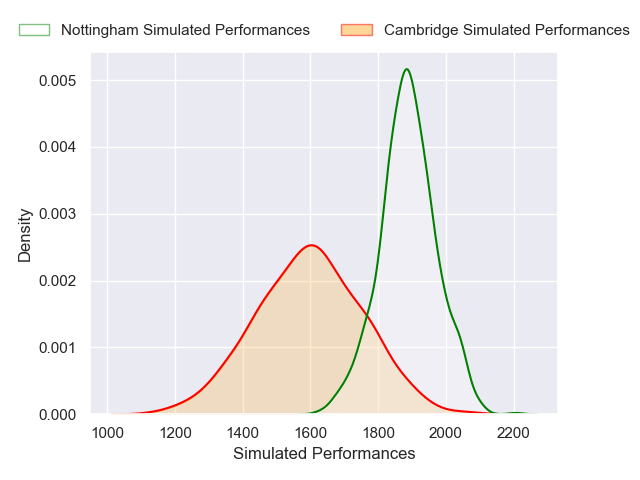 Nottingham Simulated Performances
Cambridge Simulated Performances
0.005
0.004
0.003
0.002
0.001
0.000
Density
1000 1200 1400 1600 1800 2000 2200
Simulated Performances